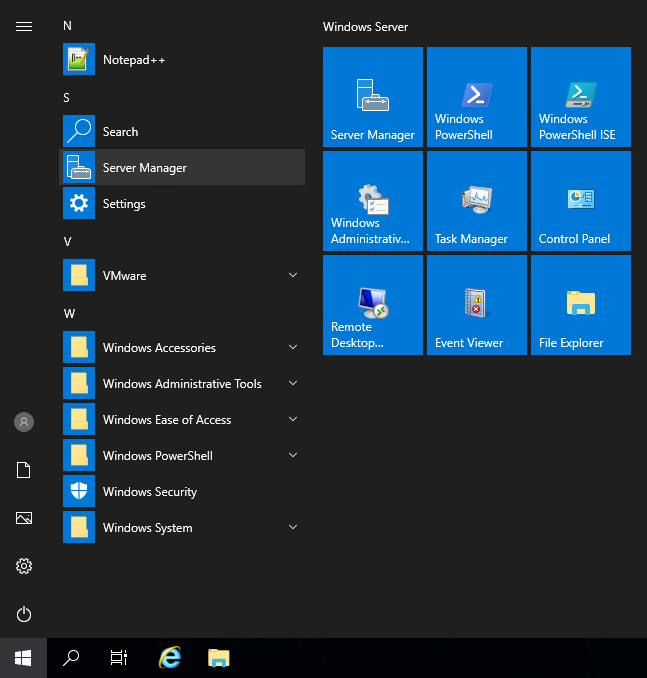 N
Notepad++
S
Search
Server Manager
Settings
V
VMware
W
Windows Accessories
Windows Administrative Tools
Windows Ease of Access
Windows PowerShell
Windows Security
Windows System
Windows Server
Server Manager
Windows
PowerShell
Windows
PowerShell ISE
Windows
Administrativ...
Task Manager
Control Panel
Remote
Desktop...
Event Viewer
File Explorer